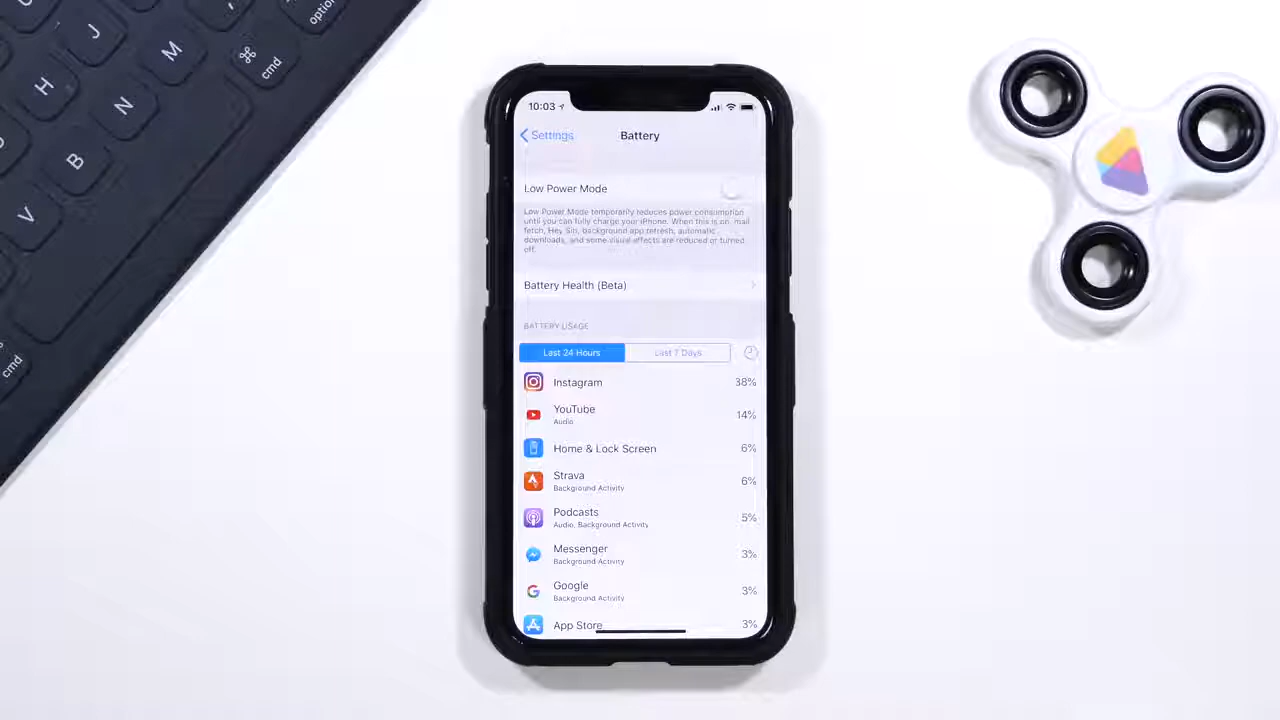 U
J
M
,
option
H
N
⌘
cmd
B
V
cmd
10:03
Settings
Battery
Low Power Mode
Low Power Mode temporarily reduces power consumption
until you can fully charge your iPhone. When this is on, mail
fetch, Hey Siri, background app refresh, automatic
downloads, and some visual effects are reduced or turned
off.
Battery Health (Beta)
BATTERY USAGE
Last 24 Hours
Last 7 Days
Instagram
38%
YouTube
14%
Audio
Home & Lock Screen
6%
Strava
6%
Background Activity
Podcasts
5%
Audio, Background Activity
Messenger
3%
Background Activity
Google
3%
Background Activity
App Store
3%